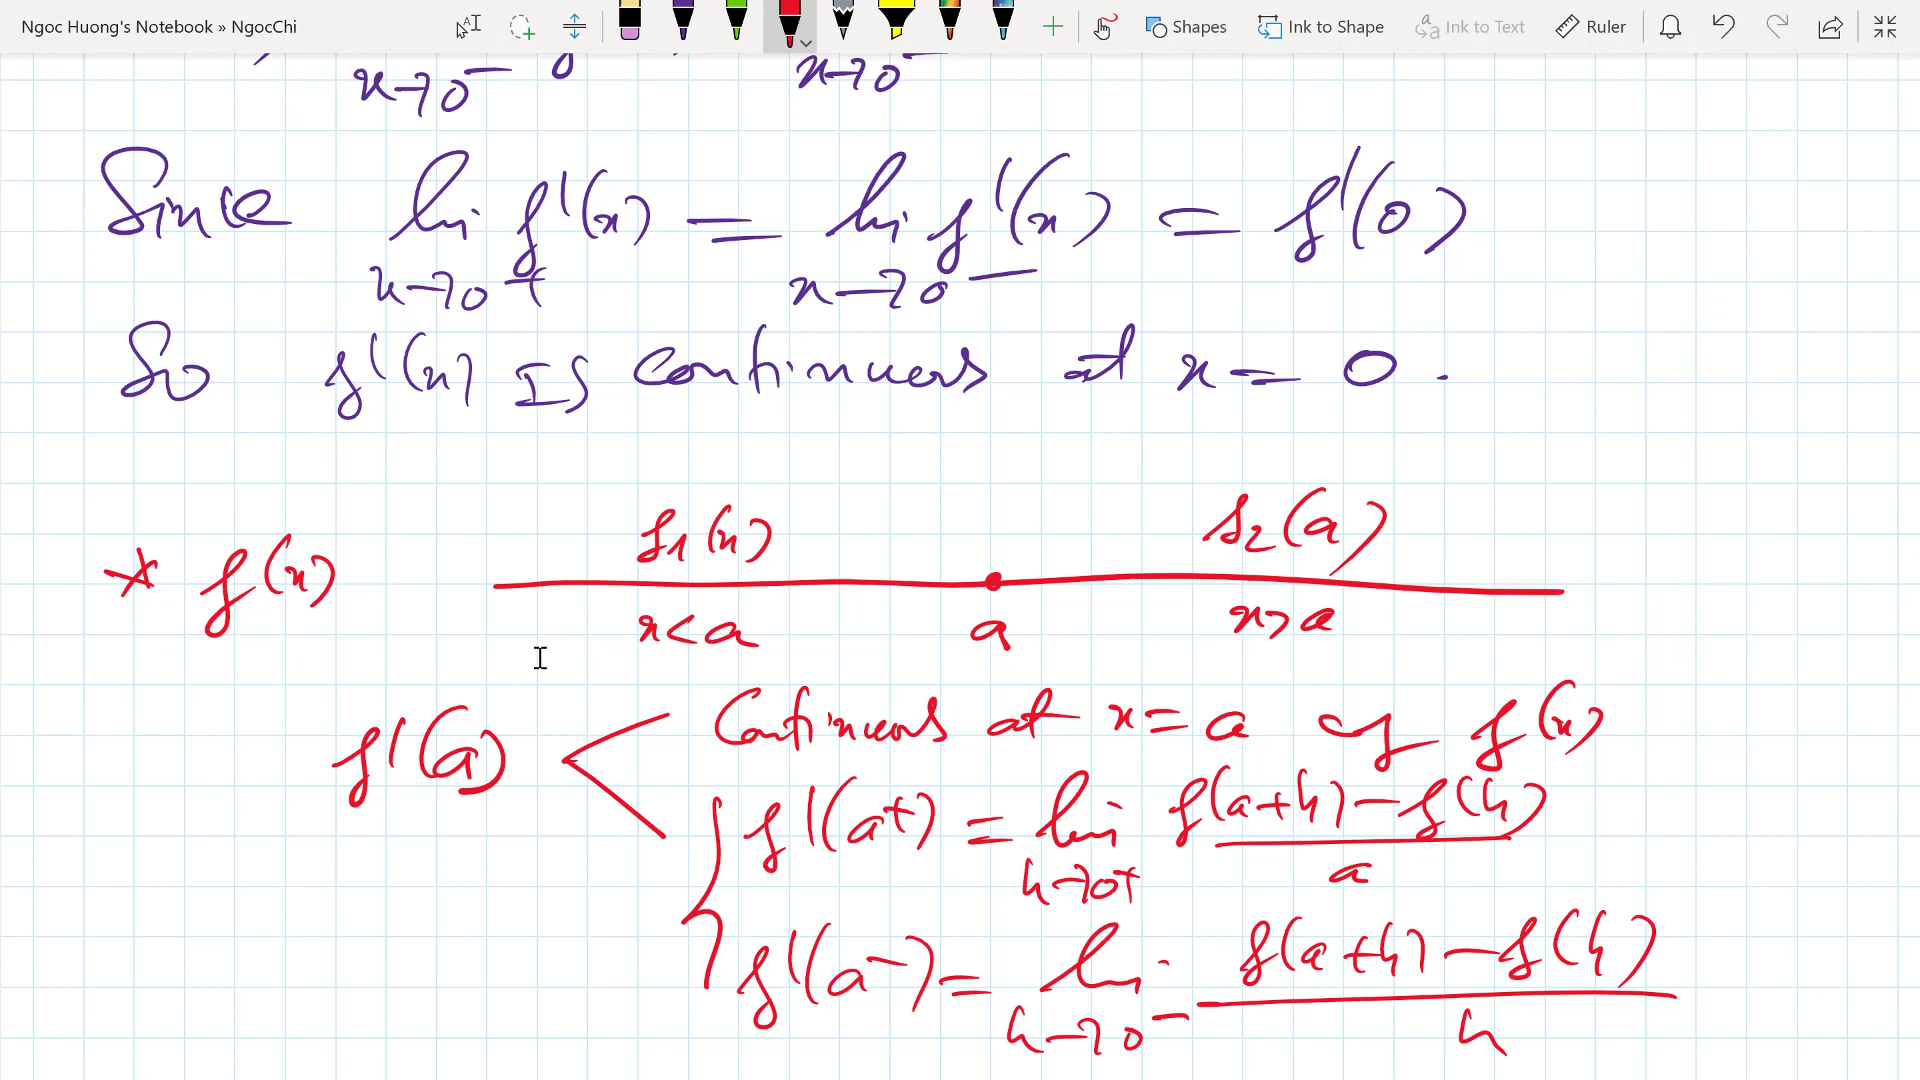 Ngoc Huong's Notebook » NgocChi
Shapes Ink to Shape Ink to Text Ruler
x→0⁻ x→0⁻
Since lim f'(x) = lim f'(x) = f'(0)
x→0⁺ x→0⁻
So f'(x) is continuous at x = 0.
f₁(x) f₂(a)
* f(x)
x<a a x>a
Continuous at x = a of f(x)
f'(a)
f'(a⁺) = lim f(a+h) – f(h)
h→0⁺ a
f'(a⁻) = lim f(a+h) – f(h)
h→0⁻ h